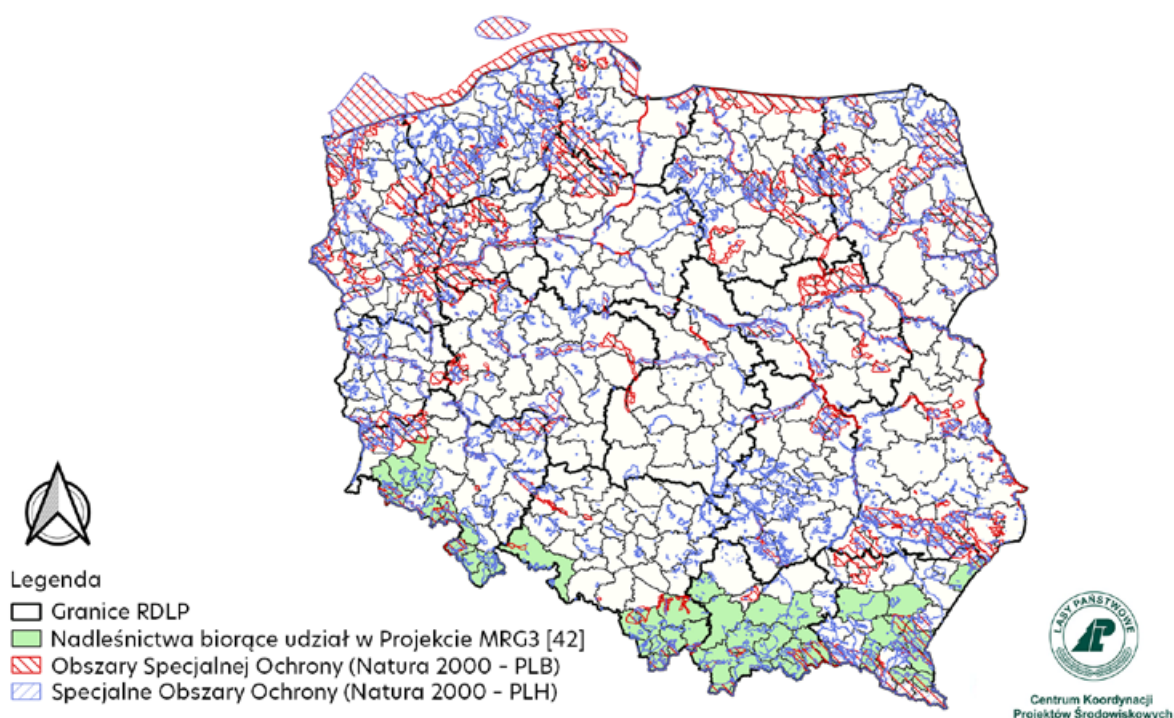 Legenda
Granice RDLP
Nadleśnictwa biorące udział w Projekcie MRG3 [42]
Obszary Specjalnej Ochrony (Natura 2000 - PLB)
Specjalne Obszary Ochrony (Natura 2000 - PLH)
LASY PAŃSTWOWE
Centrum Koordynacji
Projektów Środowiskowych